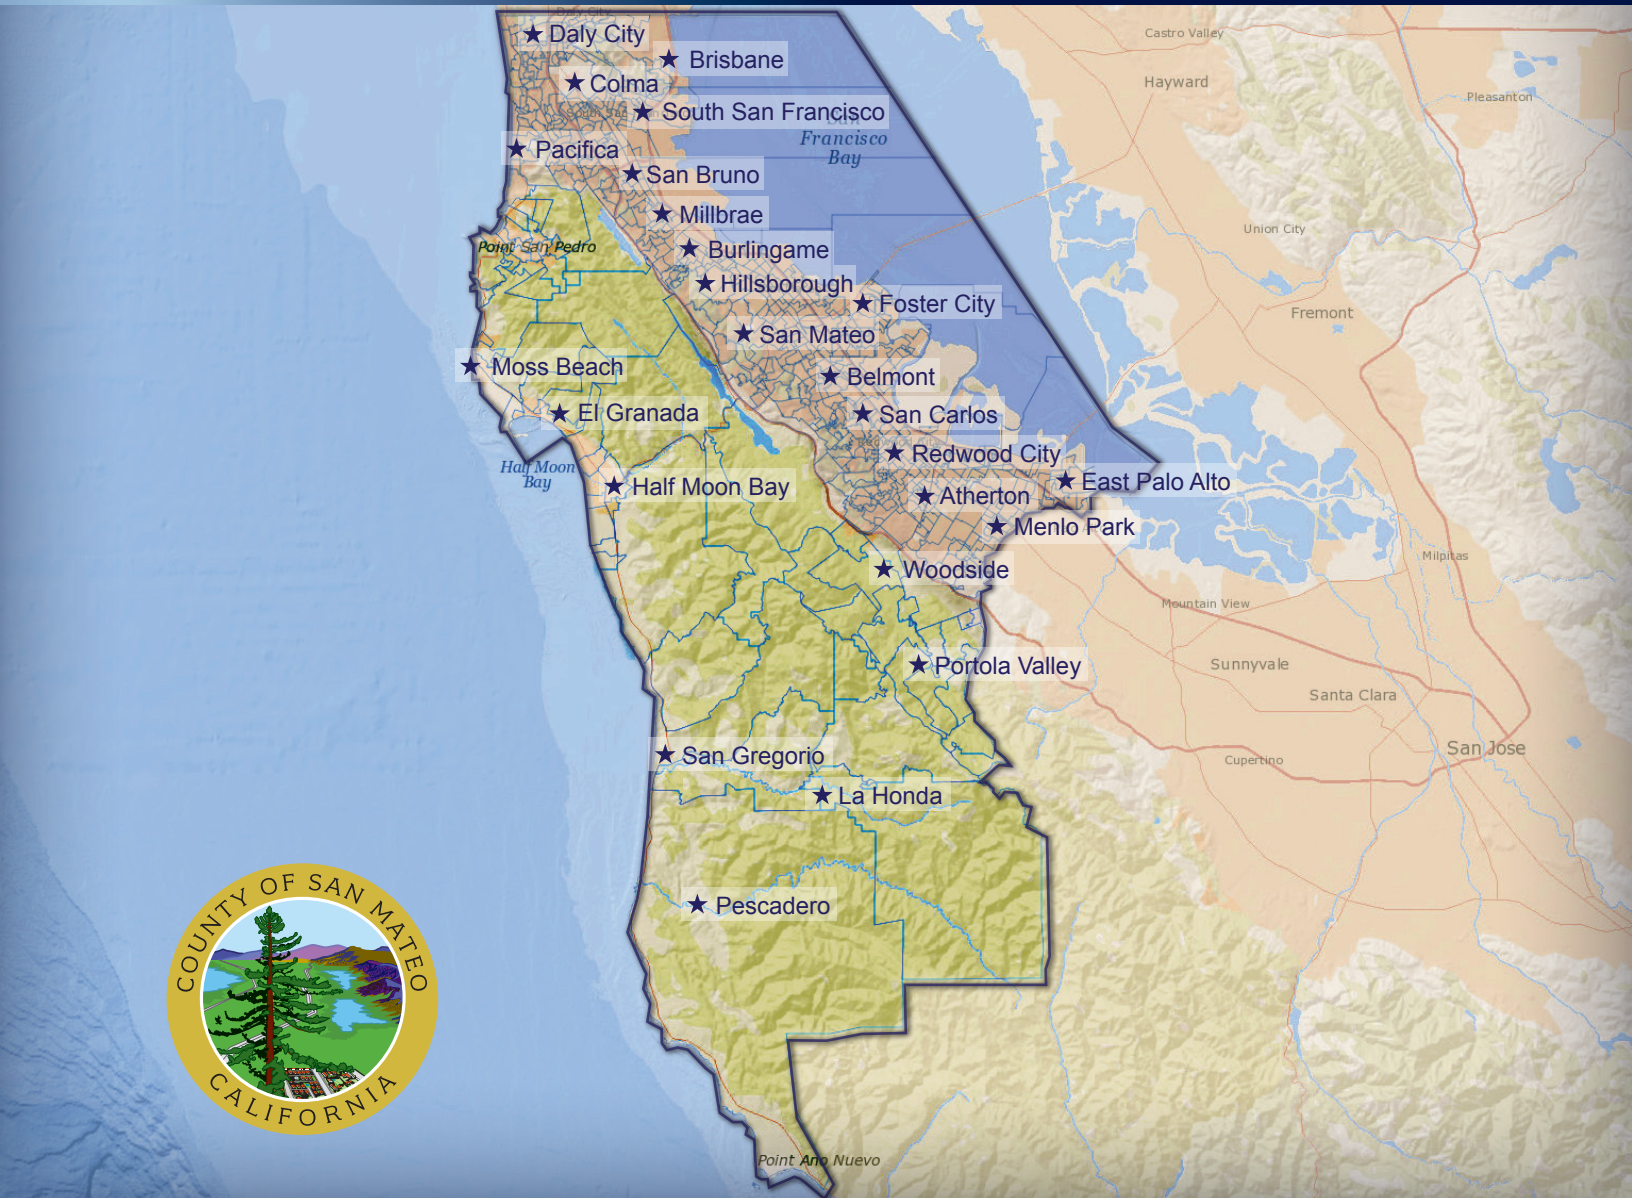 Daly City
Daly City
Brisbane
Colma
South San Francisco
Pacifica
San Bruno
Millbrae
Burlingame
Hillsborough
Foster City
San Mateo
Belmont
San Carlos
Redwood City
East Palo Alto
Atherton
Menlo Park
Woodside
Portola Valley
Moss Beach
El Granada
Half Moon Bay
San Gregorio
La Honda
Pescadero
San
Francisco
Bay
Point San Pedro
Half Moon
Bay
Point Ano Nuevo
Castro Valley
Hayward
Pleasanton
Union City
Fremont
Milpitas
Mountain View
Sunnyvale
Santa Clara
San Jose
Cupertino
COUNTY OF SAN MATEO
CALIFORNIA